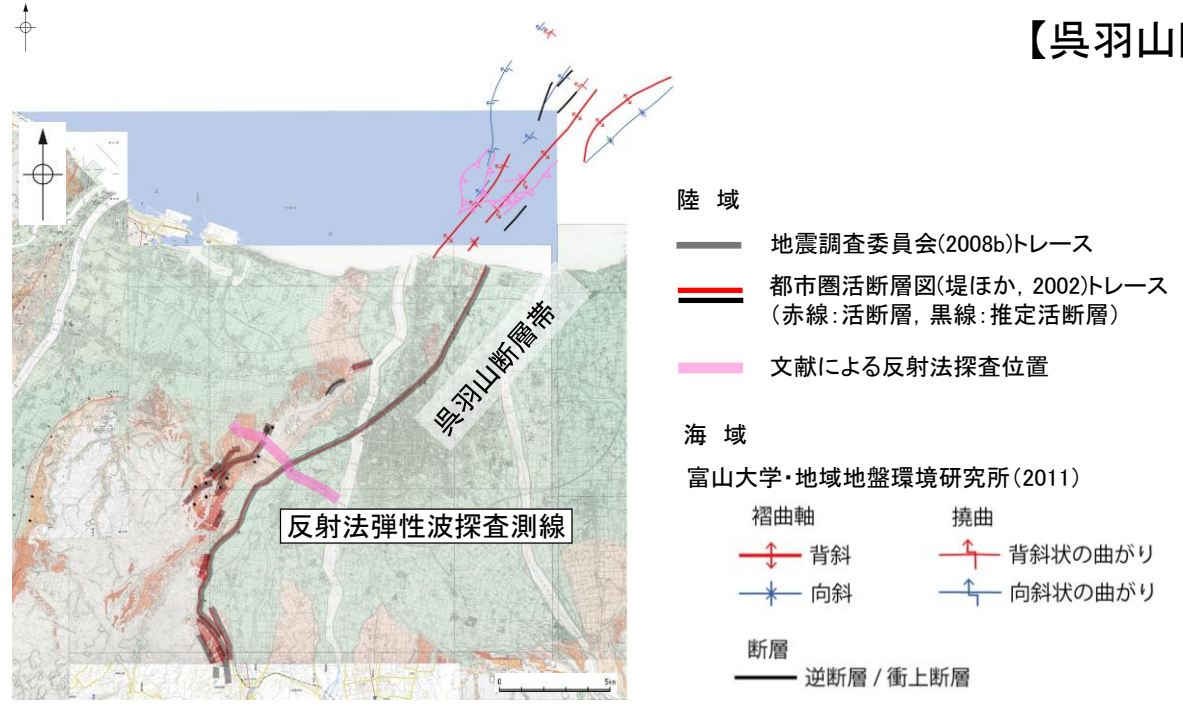 【呉羽山
陸 域
地震調査委員会(2008b)トレース
都市圏活断層図(堤ほか, 2002)トレース
(赤線:活断層, 黒線:推定活断層)
文献による反射法探査位置
呉羽山断層帯
反射法弾性波探査測線
海 域
富山大学・地域地盤環境研究所(2011)
褶曲軸
撓曲
背斜
背斜状の曲がり
向斜
向斜状の曲がり
断層
逆断層 / 衝上断層
0 5km